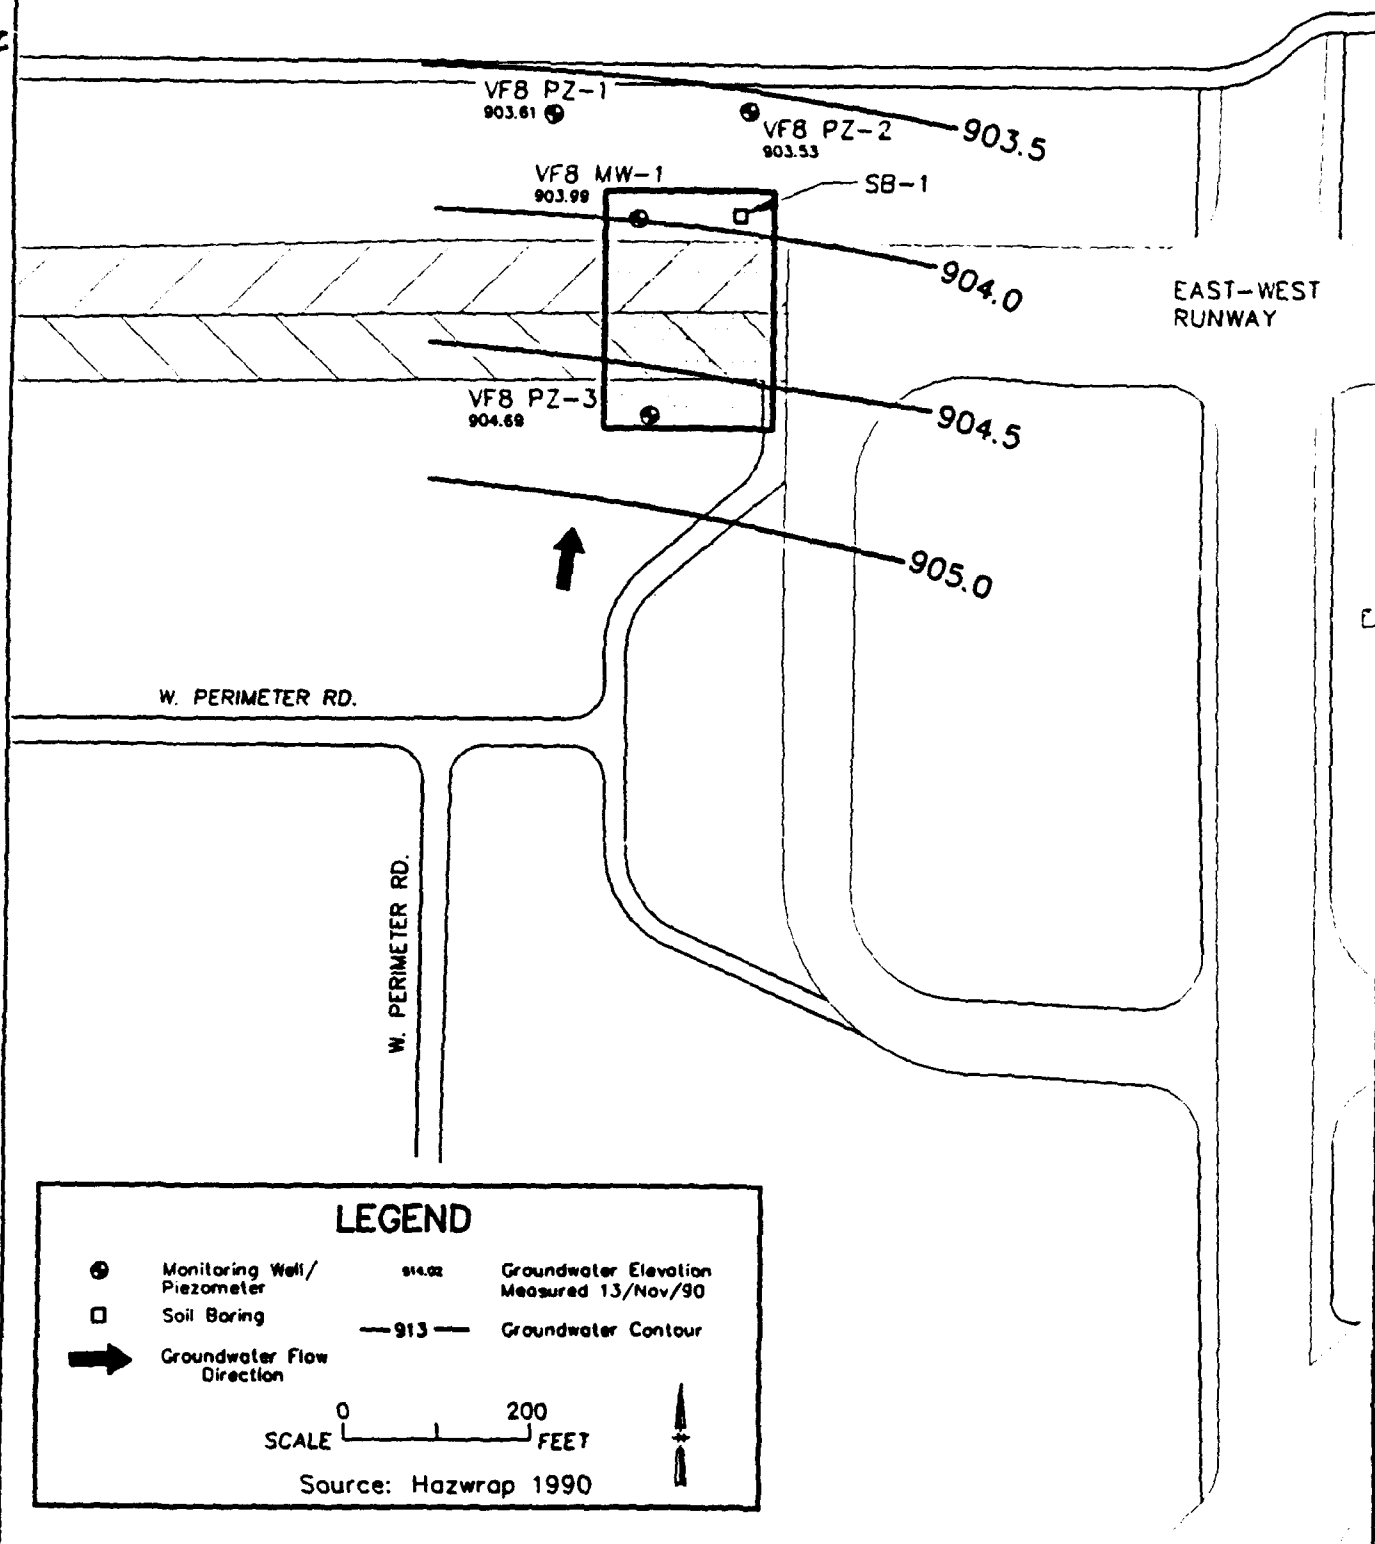 VF8 PZ-1
903.61
VF8 PZ-2
903.53
903.5
VF8 MW-1
903.99
SB-1
904.0
EAST-WEST
RUNWAY
VF8 PZ-3
904.69
904.5
905.0
W. PERIMETER RD.
W. PERIMETER RD.
LEGEND
Monitoring Well/
Piezometer
Soil Boring
Groundwater Flow
Direction
914.02
Groundwater Elevation
Measured 13/Nov/90
913
Groundwater Contour
0 200
SCALE FEET
Source: Hazwrap 1990